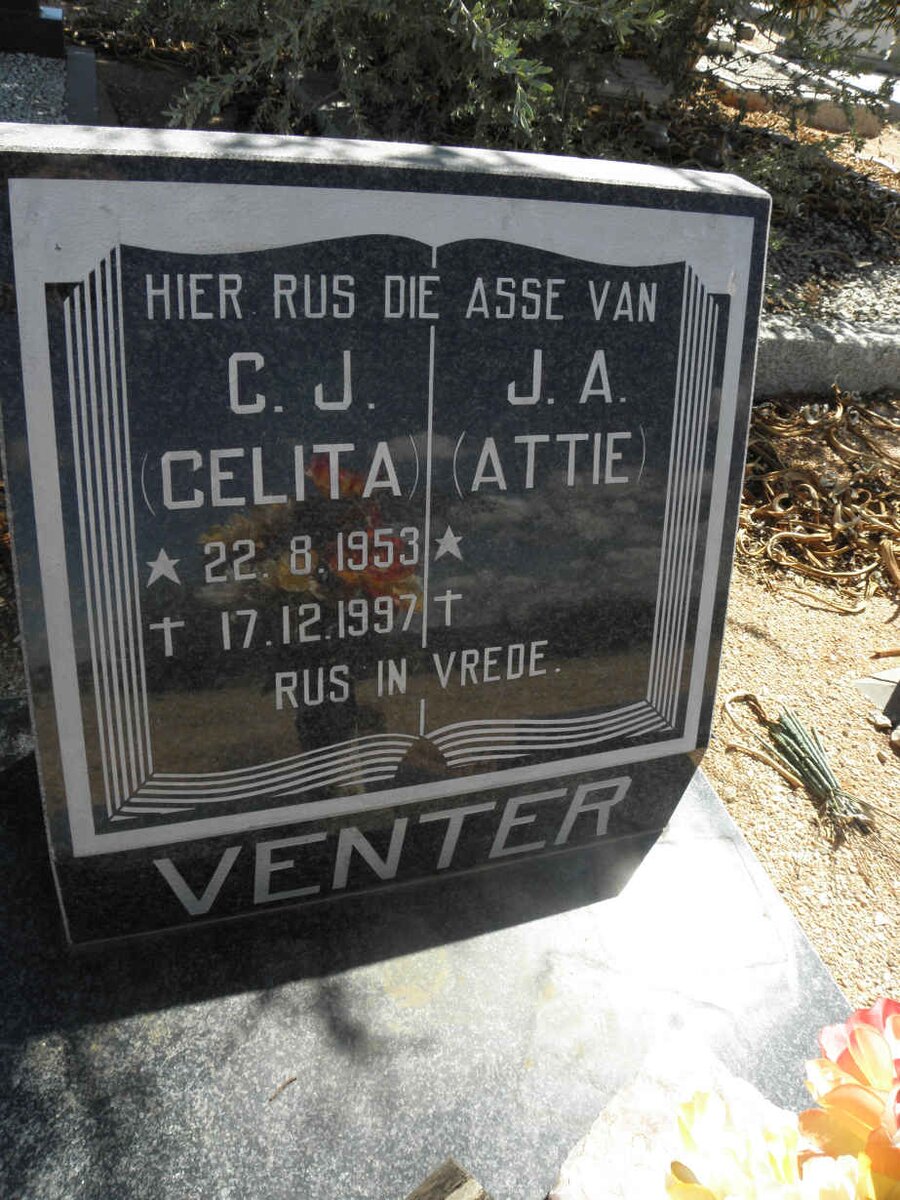 HIER RUS DIE ASSE VAN
C. J.
(CELITA)
★ 22. 8. 1953
† 17.12.1997
J. A.
(ATTIE)
★
†
RUS IN VREDE.
VENTER